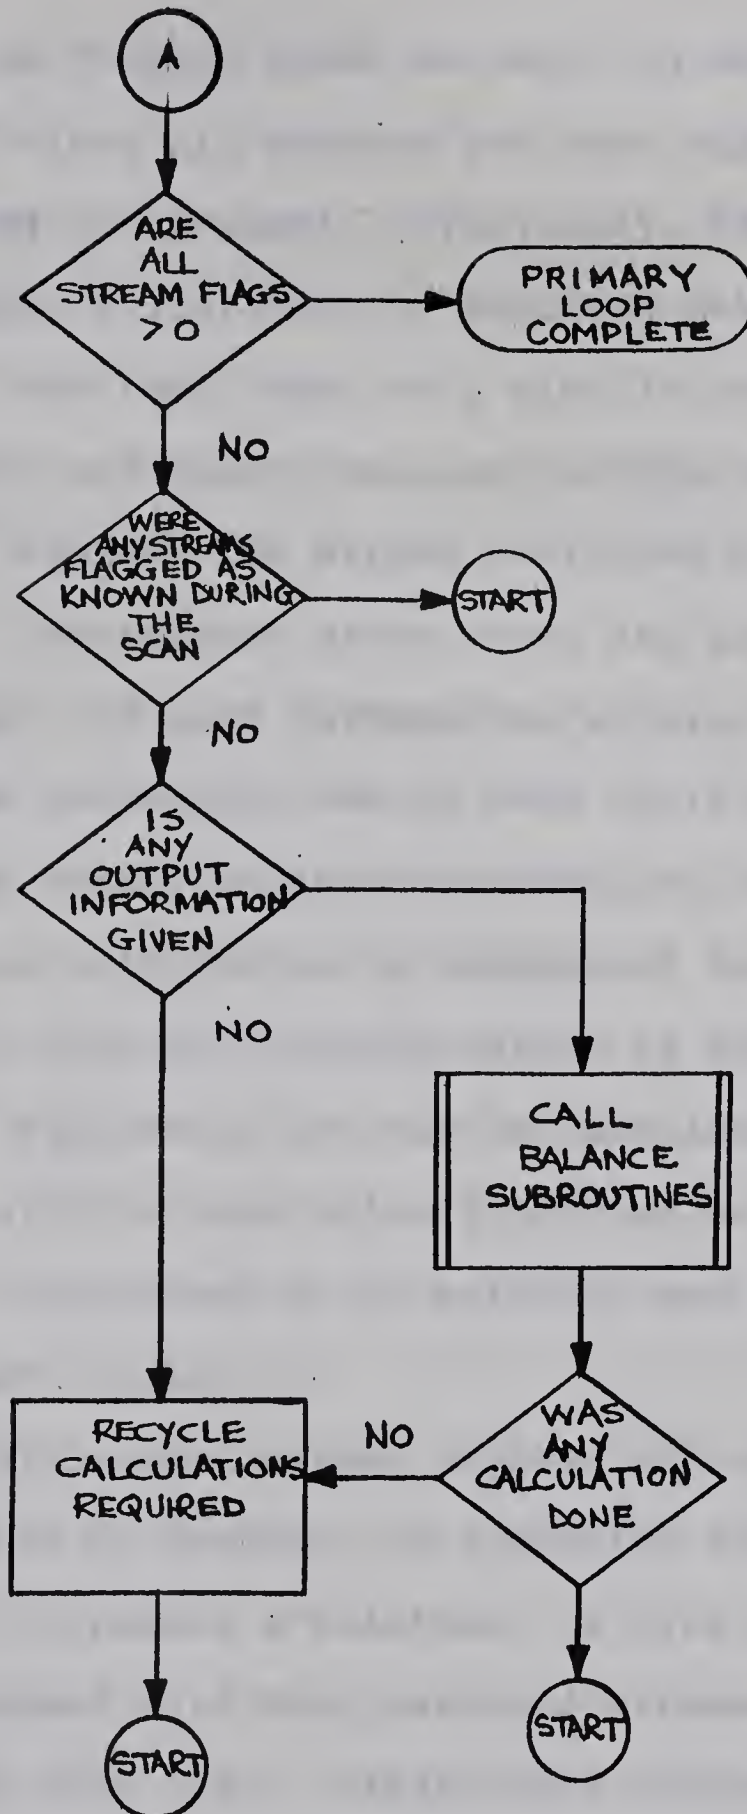 A
ARE
ALL
STREAM FLAGS
> 0
PRIMARY
LOOP
COMPLETE
NO
WERE
ANY STREAMS
FLAGGED AS
KNOWN DURING
THE
SCAN
START
NO
IS
ANY
OUTPUT
INFORMATION
GIVEN
NO
CALL
BALANCE
SUBROUTINES
RECYCLE
CALCULATIONS
REQUIRED
NO
WAS
ANY
CALCULATION
DONE
START
START